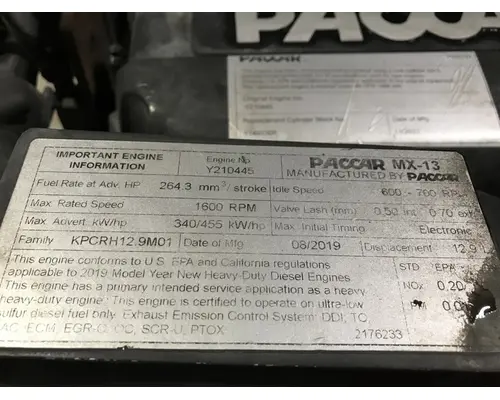 PACCAR
PACCAR
Original Engine No.
IMPORTANT ENGINE INFORMATION
Engine No
Y210445
PACCAR MX-13
MANUFACTURED BY PACCAR
Fuel Rate at Adv. HP 264.3 mm³/stroke Idle Speed 600 - 700 RP
Max. Rated Speed 1600 RPM Valve Lash (mm) 0.50 int 0.70 ex
Max. Advert. kW/hp 340/455 kW/hp Max. Initial Timing Electronic
Family KPCRH12.9M01 Date of Mfg 08/2019 Displacement 12.9
This engine conforms to U.S. EPA and California regulations STD EPA
applicable to 2019 Model Year New Heavy-Duty Diesel Engines
This engine has a primary intended service application as a heavy NOx 0.20
heavy-duty engine. This engine is certified to operate on ultra-low
sulfur diesel fuel only. Exhaust Emission Control System: DDI, TC,
AC, ECM, EGR-C, OC, SCR-U, PTOX 2176233